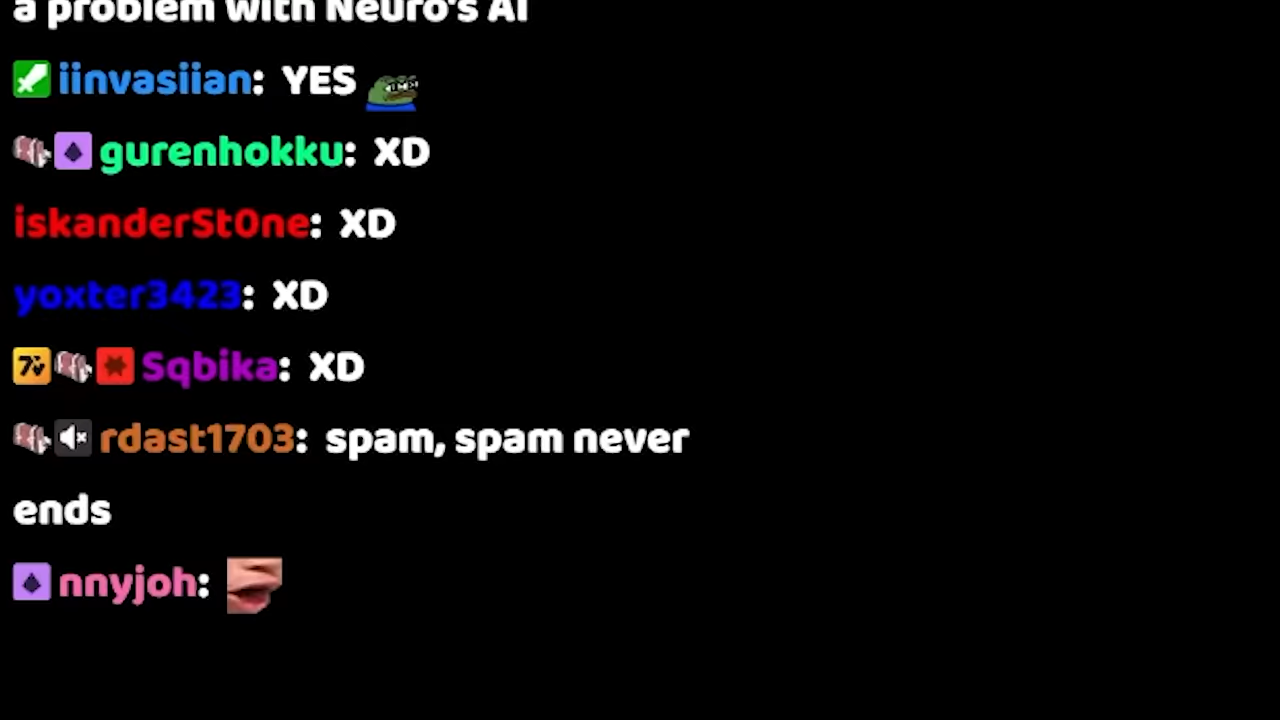 a problem with Neuro's AI
iinvasiian: YES
gurenhokku: XD
iskanderSt0ne: XD
yoxter3423: XD
Sqbika: XD
rdast1703: spam, spam never
ends
nnyjoh: